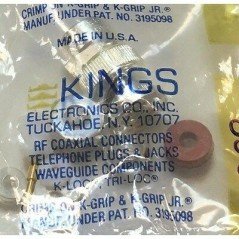 CRIMP ON K-GRIP & K-GRIP JR.®
MANUF. UNDER PAT. NO. 3195098
MADE IN U.S.A.
KINGS
ELECTRONICS CO., INC.
TUCKAHOE, N.Y. 10707
RF COAXIAL CONNECTORS
TELEPHONE PLUGS & JACKS
WAVEGUIDE COMPONENTS
K-LOC, TRI-LOC®
CRIMP ON K-GRIP & K-GRIP JR.®
MANUF. UNDER PAT. NO. 3195098